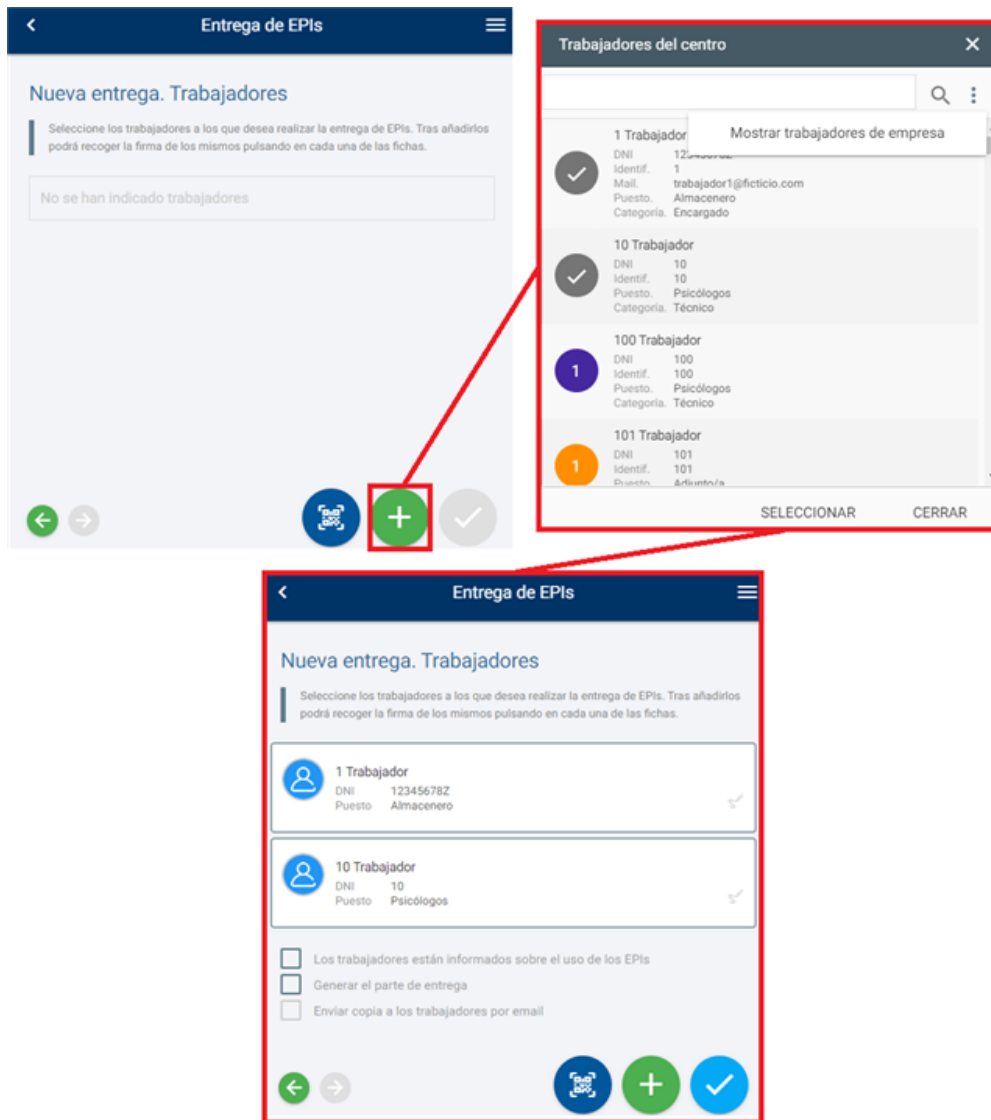 Entrega de EPIs
Nueva entrega. Trabajadores
Seleccione los trabajadores a los que desea realizar la entrega de EPIs. Tras añadirlos
podrá recoger la firma de los mismos pulsando en cada una de las fichas.
No se han indicado trabajadores
Trabajadores del centro
Mostrar trabajadores de empresa
1 Trabajador
DNI 12345678Z
Identif. 1
Mail. trabajador1@ficticio.com
Puesto. Almacenero
Categoría. Encargado
10 Trabajador
DNI 10
Identif. 10
Puesto. Psicólogos
Categoría. Técnico
1
100 Trabajador
DNI 100
Identif. 100
Puesto. Psicólogos
Categoría. Técnico
1
101 Trabajador
DNI 101
Identif. 101
Puesto Adjunto/a
SELECCIONAR CERRAR
Entrega de EPIs
Nueva entrega. Trabajadores
Seleccione los trabajadores a los que desea realizar la entrega de EPIs. Tras añadirlos
podrá recoger la firma de los mismos pulsando en cada una de las fichas.
1 Trabajador
DNI 12345678Z
Puesto Almacenero
10 Trabajador
DNI 10
Puesto Psicólogos
Los trabajadores están informados sobre el uso de los EPIs
Generar el parte de entrega
Enviar copia a los trabajadores por email